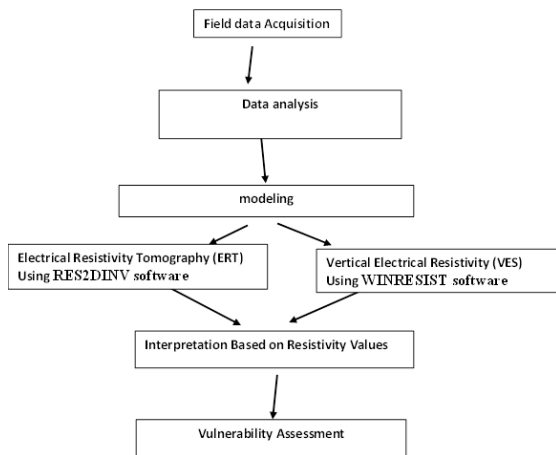 Field data Acquisition
Data analysis
modeling
Electrical Resistivity Tomography (ERT)
Using RES2DINV software
Vertical Electrical Resistivity (VES)
Using WINRESIST software
Interpretation Based on Resistivity Values
Vulnerability Assessment